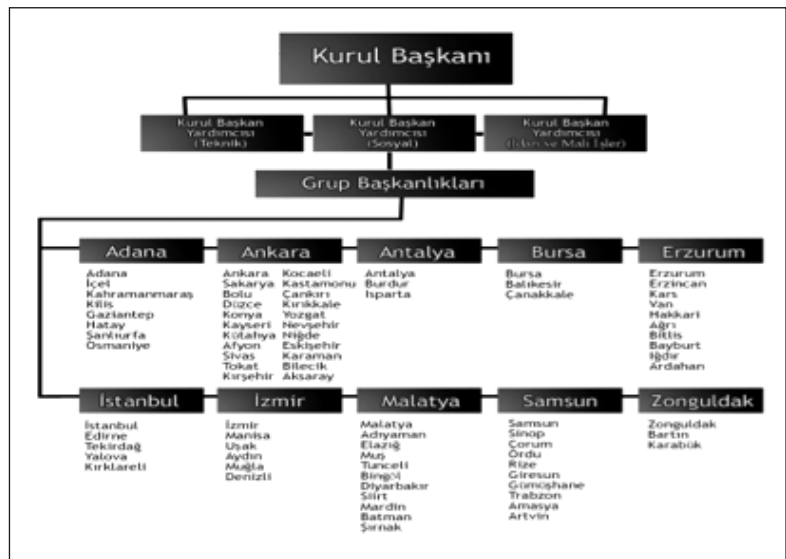 Kurul Başkanı
Kurul Başkan
Yardımcısı
(Teknik)
Kurul Başkan
Yardımcısı
(Sosyal)
Kurul Başkan
Yardımcısı
(İdari ve Mali İşler)
Grup Başkanlıkları
Adana
Adana
İçel
Kahramanmaraş
Kilis
Gaziantep
Hatay
Şanlıurfa
Osmaniye
Ankara
Ankara
Sakarya
Bolu
Düzce
Konya
Kayseri
Kütahya
Afyon
Sivas
Tokat
Kırşehir
Kocaeli
Kastamonu
Çankırı
Kırıkkale
Yozgat
Nevşehir
Niğde
Eskişehir
Karaman
Bilecik
Aksaray
Antalya
Antalya
Burdur
Isparta
Bursa
Bursa
Balıkesir
Çanakkale
Erzurum
Erzurum
Erzincan
Kars
Van
Hakkari
Ağrı
Bitlis
Bayburt
Iğdır
Ardahan
İstanbul
İstanbul
Edirne
Tekirdağ
Yalova
Kırklareli
İzmir
İzmir
Manisa
Uşak
Aydın
Muğla
Denizli
Malatya
Malatya
Adıyaman
Elazığ
Muş
Tunceli
Bingöl
Diyarbakır
Siirt
Mardin
Batman
Şırnak
Samsun
Samsun
Sinop
Çorum
Ordu
Rize
Giresun
Gümüşhane
Trabzon
Amasya
Artvin
Zonguldak
Zonguldak
Bartın
Karabük